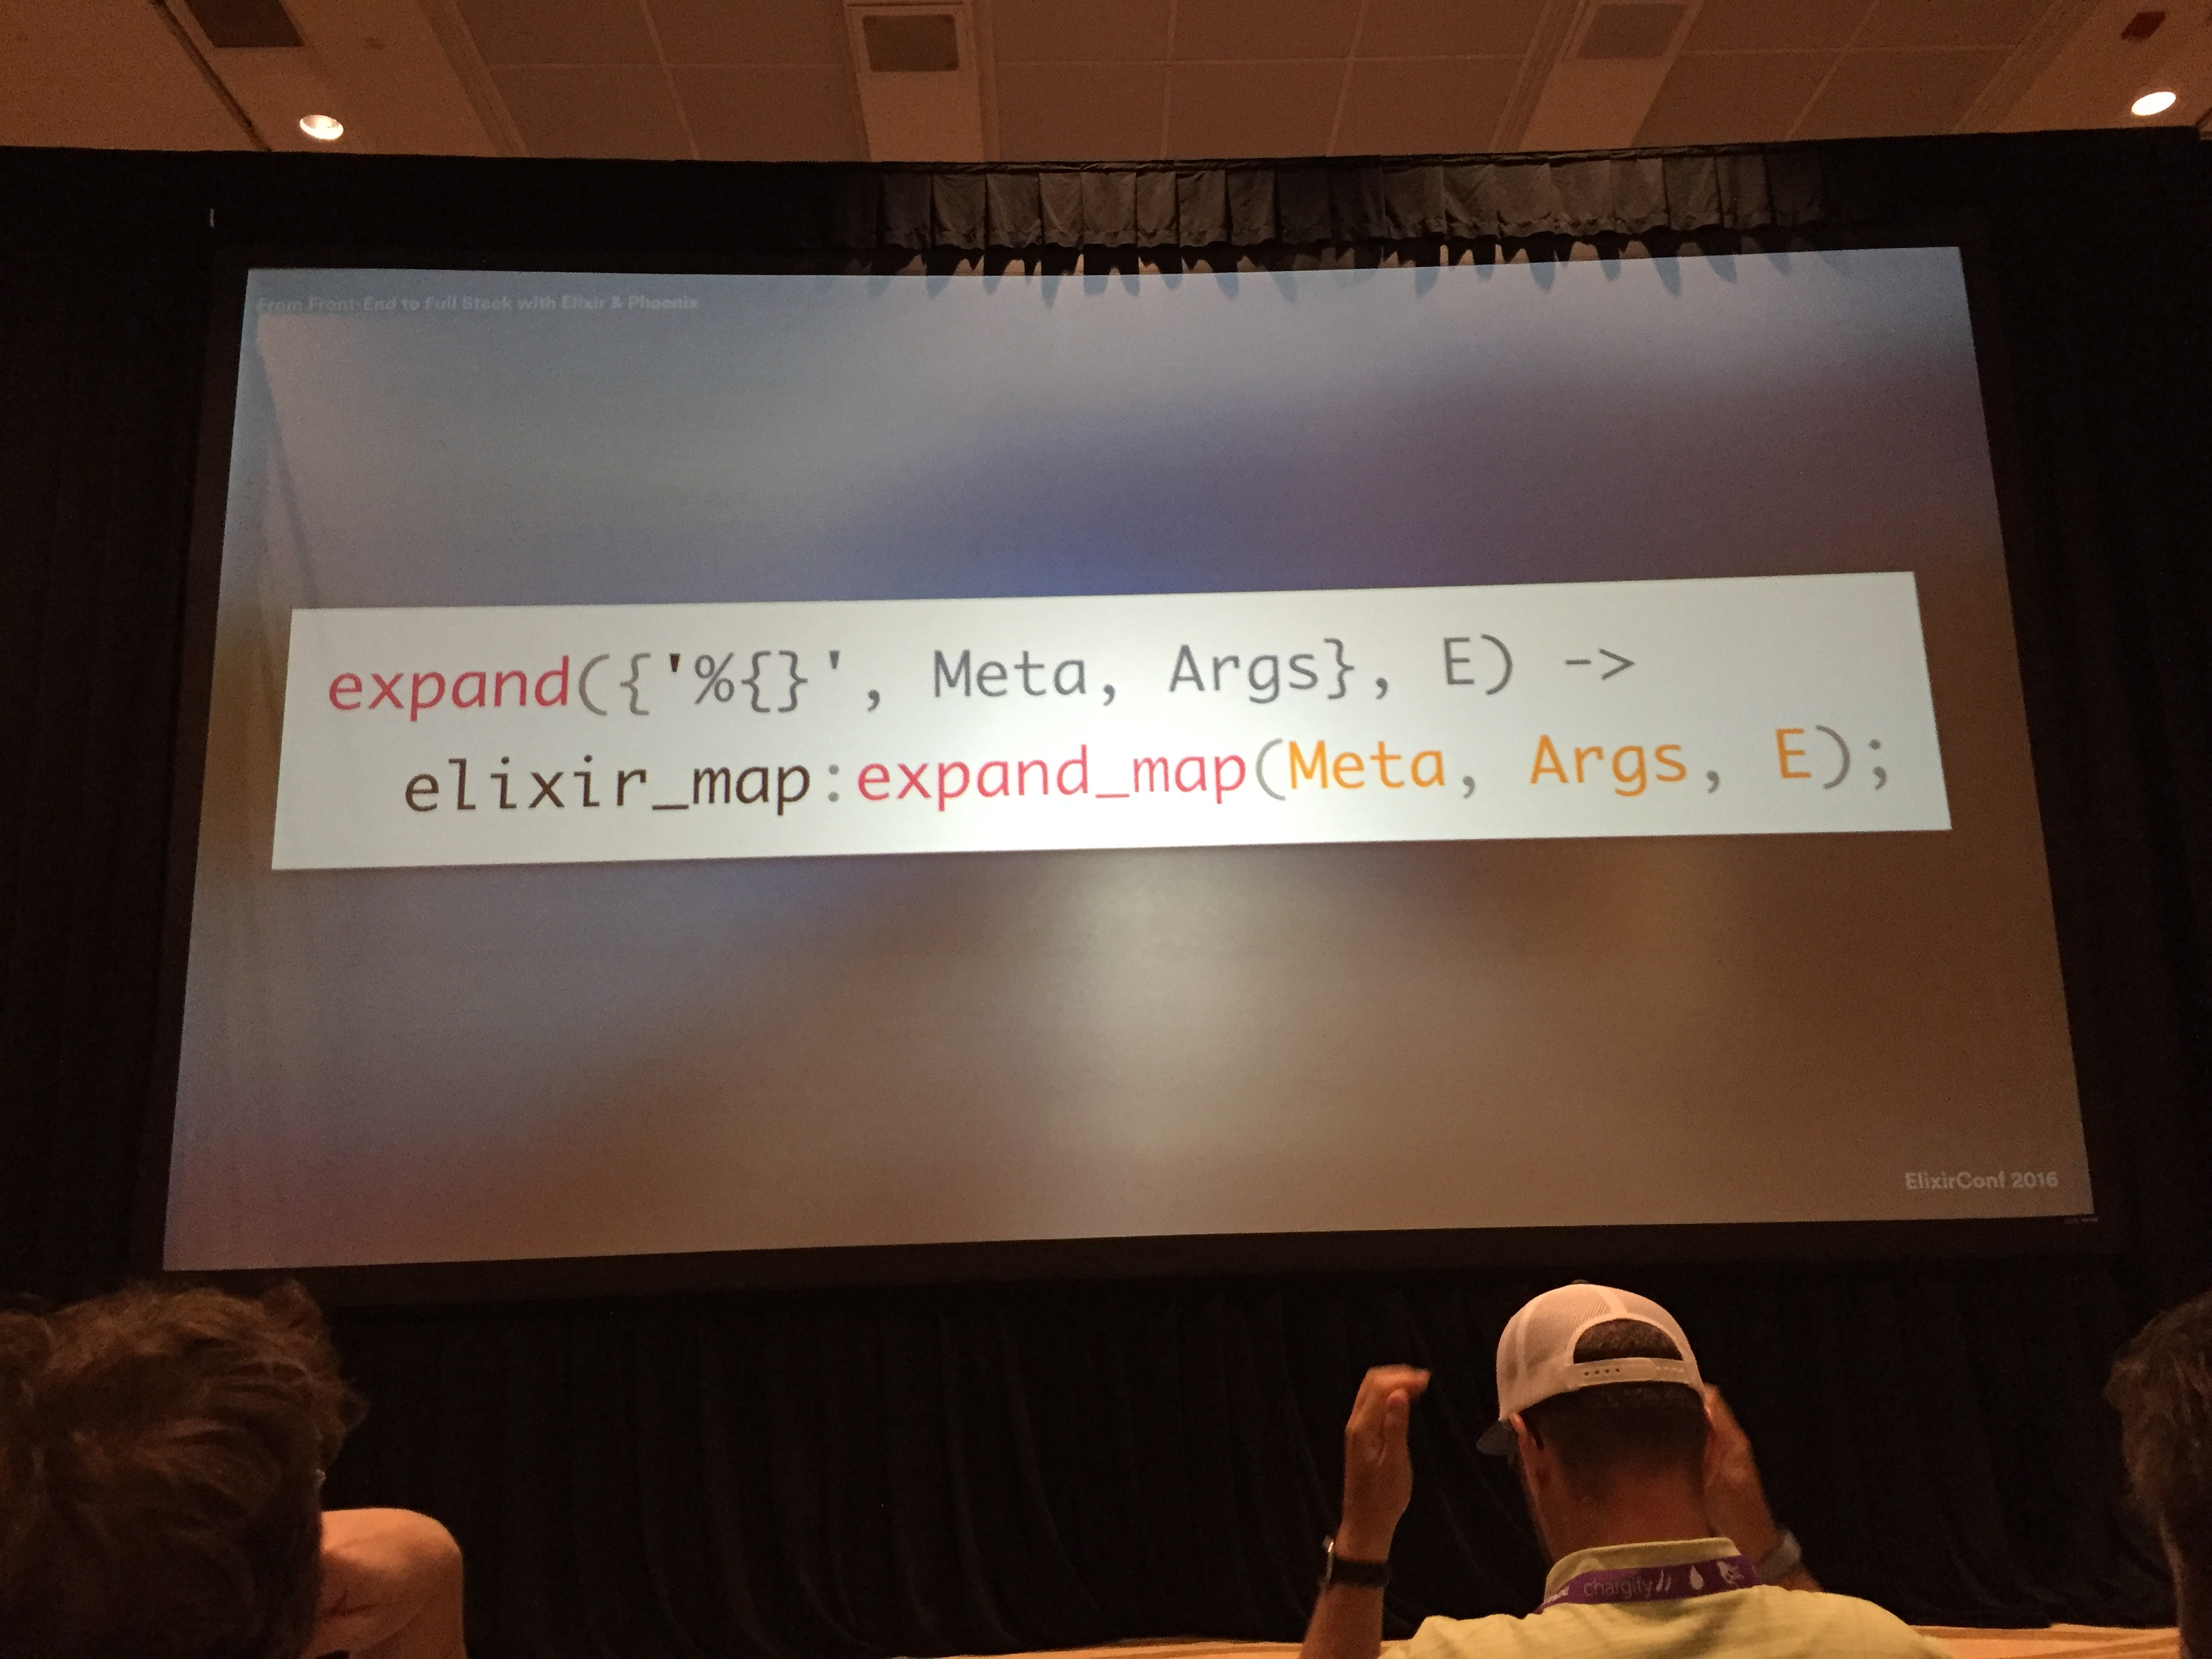 From Front-End to Full Stack with Elixir & Phoenix
expand({'%{}', Meta, Args}, E) ->
elixir_map:expand_map(Meta, Args, E);
ElixirConf 2016
chargify